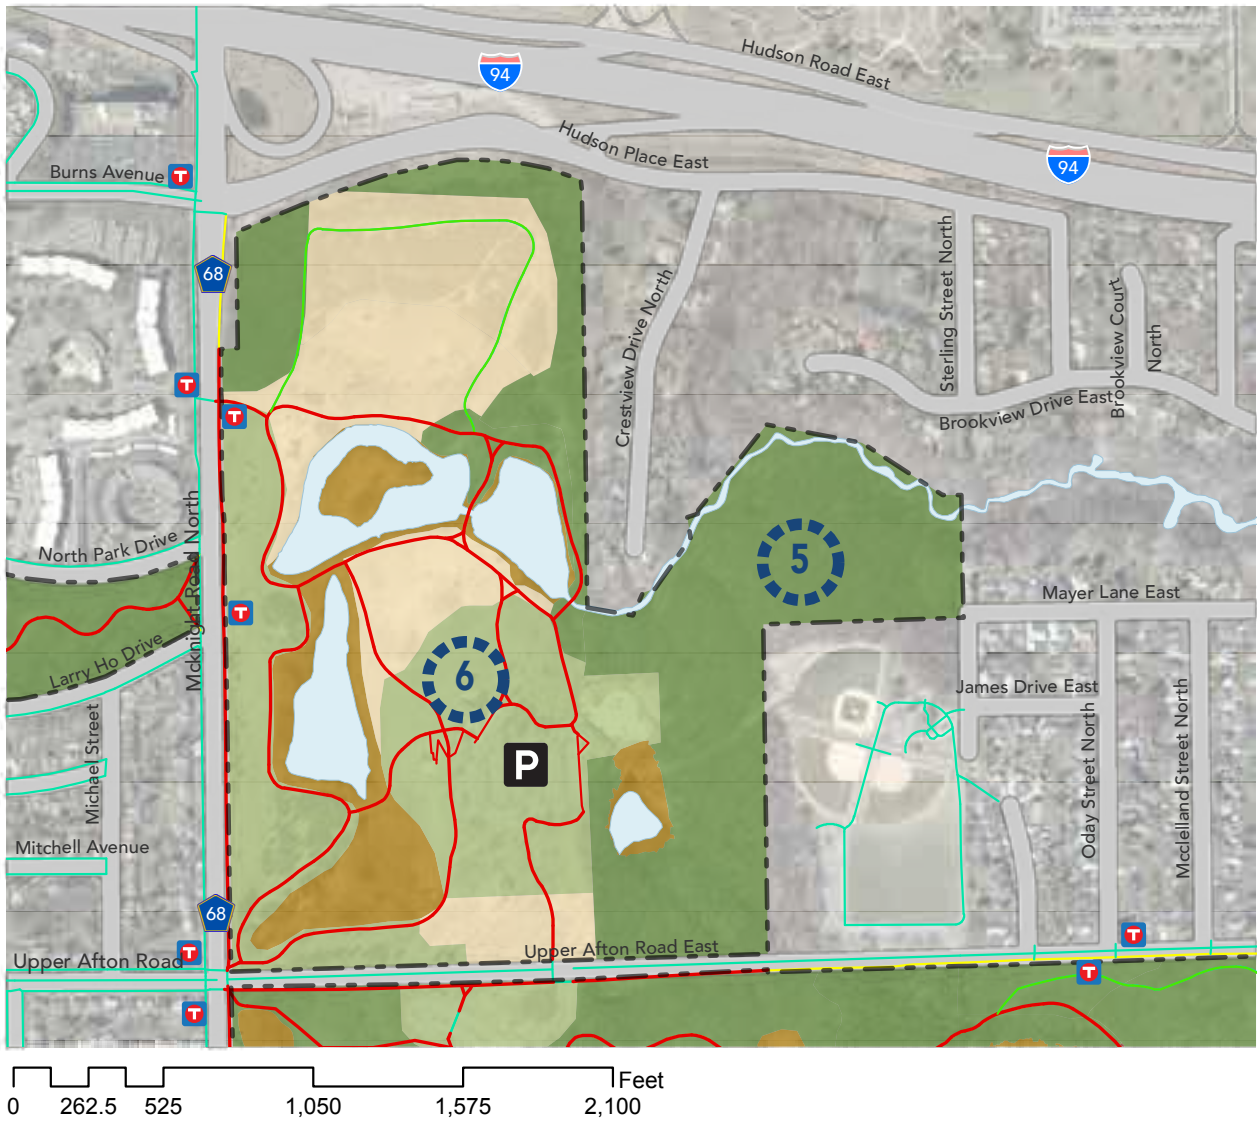 Hudson Road East
94
Hudson Place East
94
Burns Avenue
T
68
Sterling Street North
Crestview Drive North
Brookview Court
North
T
T
Brookview Drive East
Mcknight Road North
North Park Drive
5
T
Mayer Lane East
Larry Ho Drive
6
James Drive East
Michael Street
P
Oday Street North
Mcclelland Street North
Mitchell Avenue
68
T
Upper Afton Road
Upper Afton Road East
T
T
T
Feet
0 262.5 525 1,050 1,575 2,100